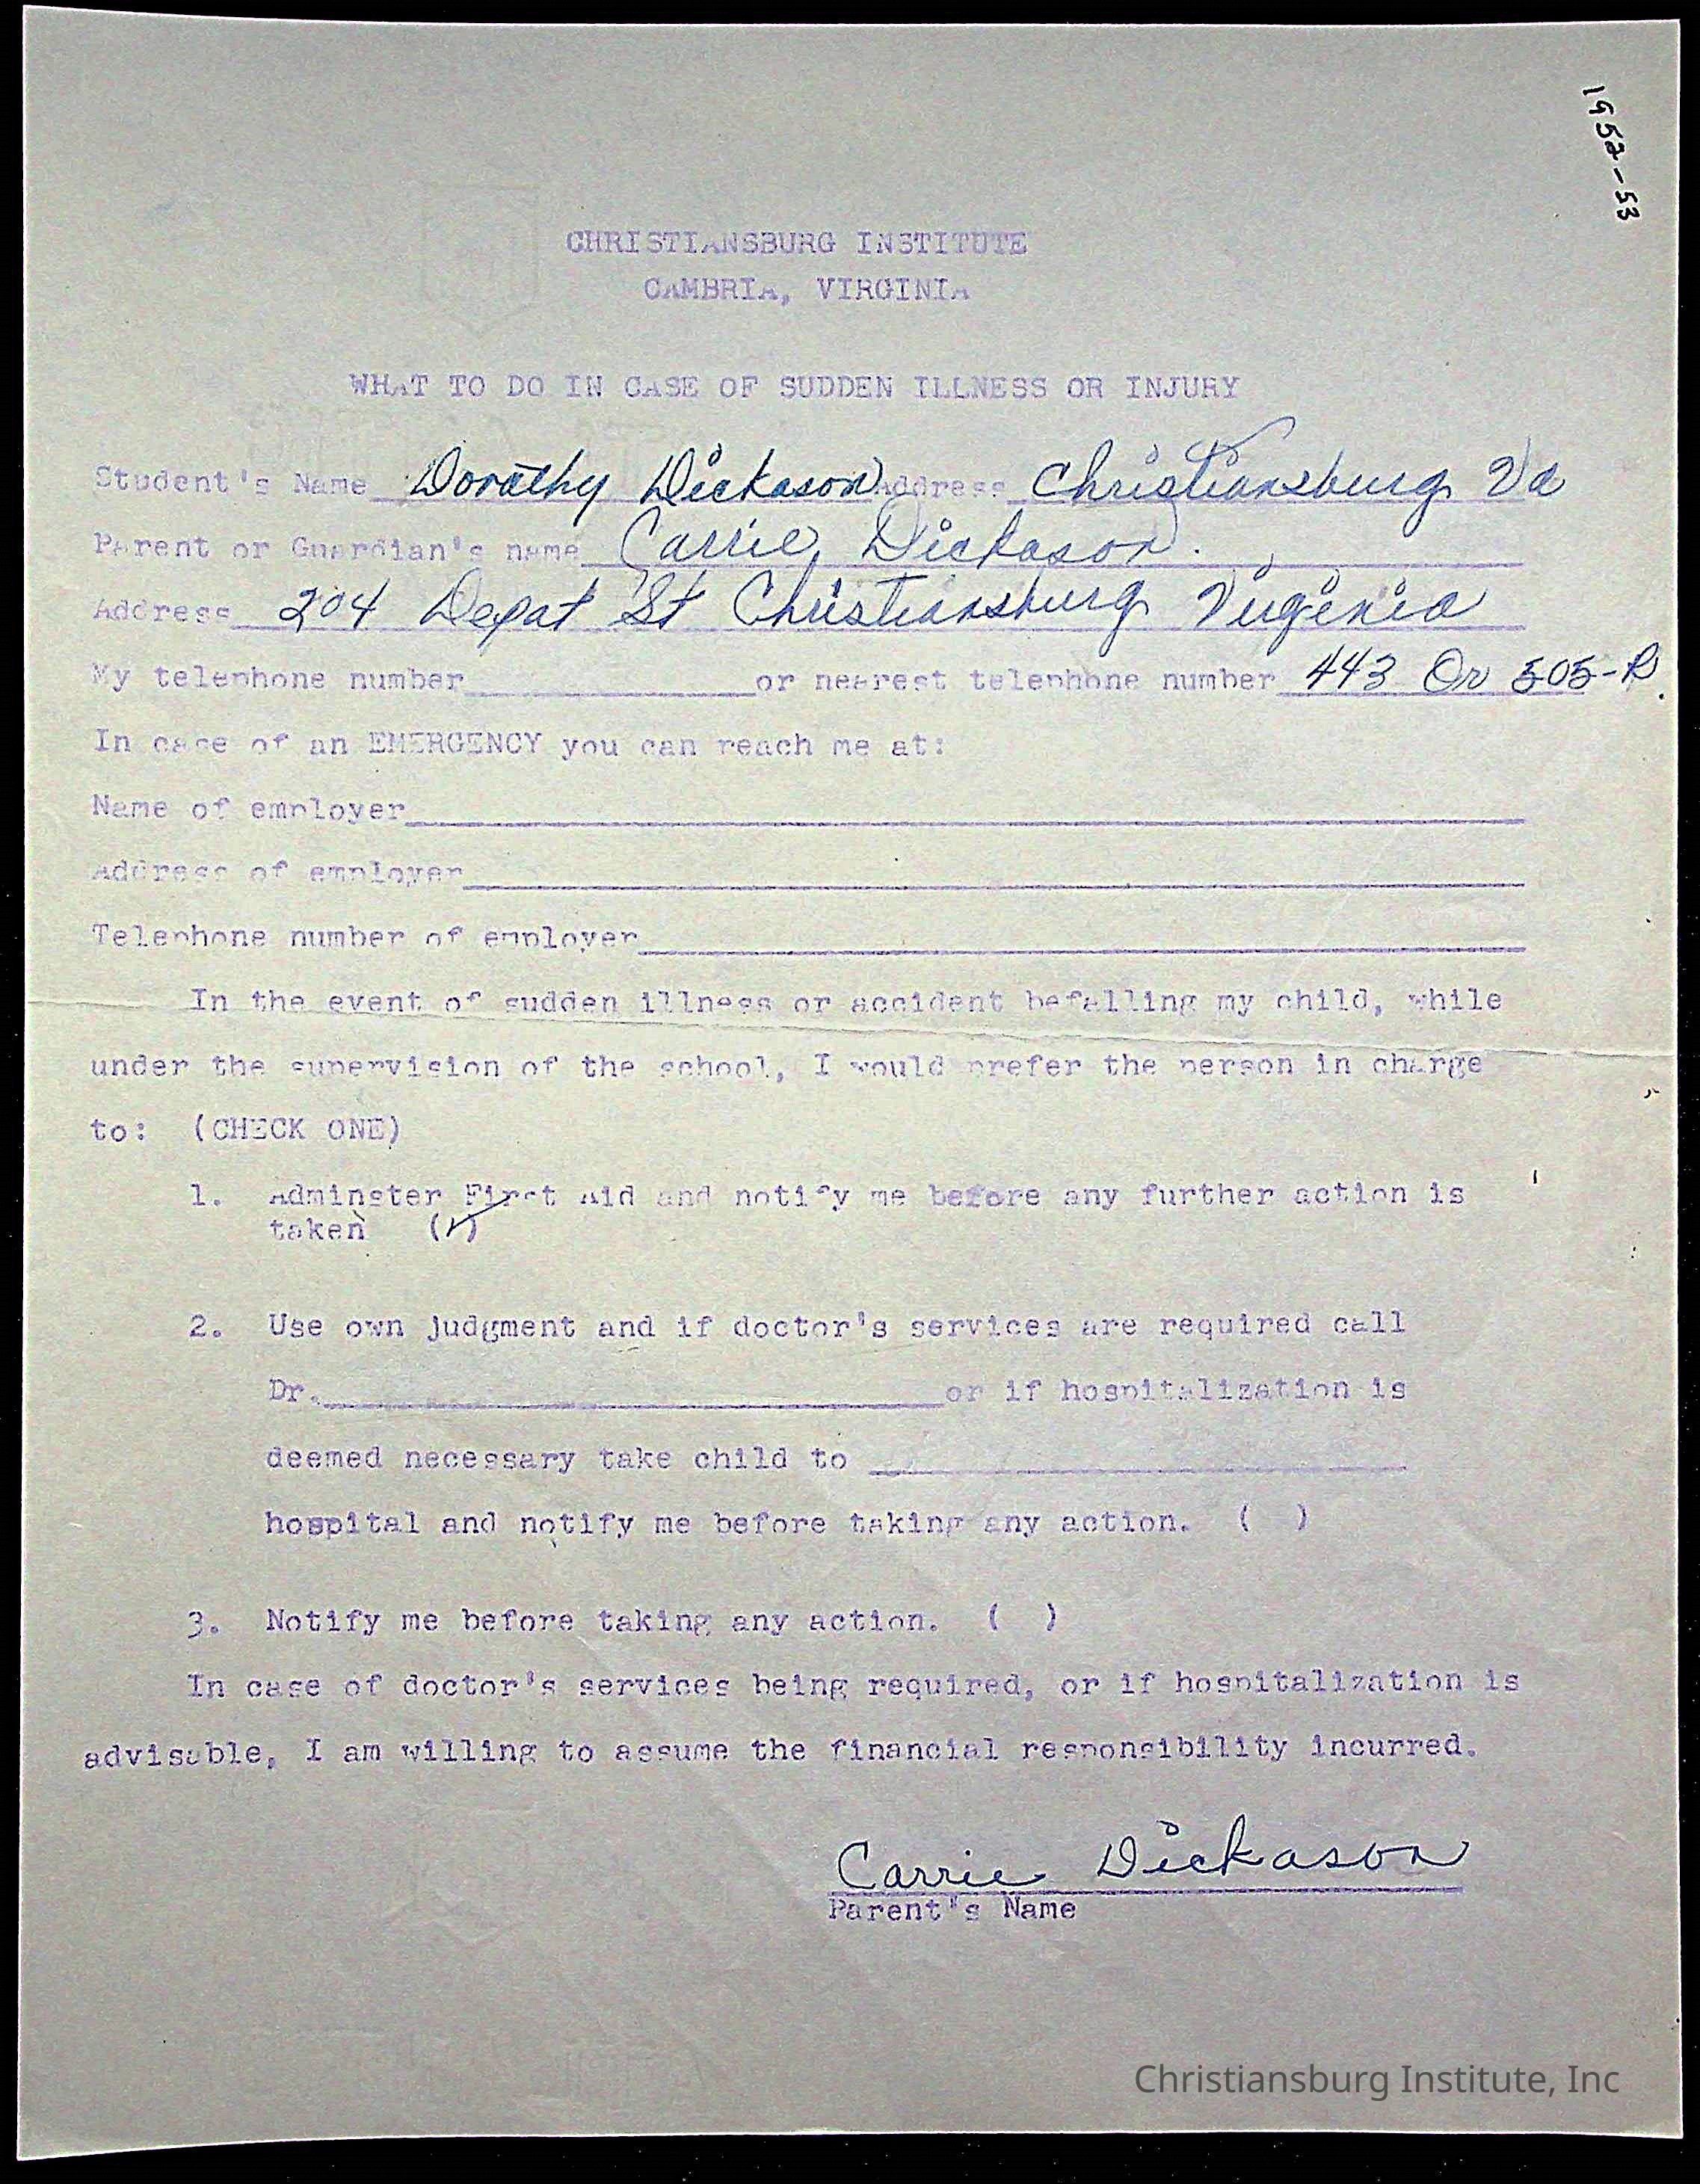 1952-53
CHRISTIANSBURG INSTITUTE
CAMBRIA, VIRGINIA
WHAT TO DO IN CASE OF SUDDEN ILLNESS OR INJURY
Student's Name Dorothy Dickason Address Christiansburg Va
Parent or Guardian's name Carrie Dickason.
Address 204 Depat St Christiansburg Virginia
My telephone number or nearest telephone number 443 Or 505-R
In case of an EMERGENCY you can reach me at:
Name of employer
Address of employer
Telephone number of employer
In the event of sudden illness or accident befalling my child, while
under the supervision of the school, I would prefer the person in charge
to: (CHECK ONE)
1. Adminster First Aid and notify me before any further action is
taken (✓)
2. Use own judgment and if doctor's services are required call
Dr. or if hospitalization is
deemed necessary take child to
hospital and notify me before taking any action. ( )
3. Notify me before taking any action. ( )
In case of doctor's services being required, or if hospitalization is
advisable, I am willing to assume the financial responsibility incurred.
Carrie Dickason
Parent's Name
Christiansburg Institute, Inc